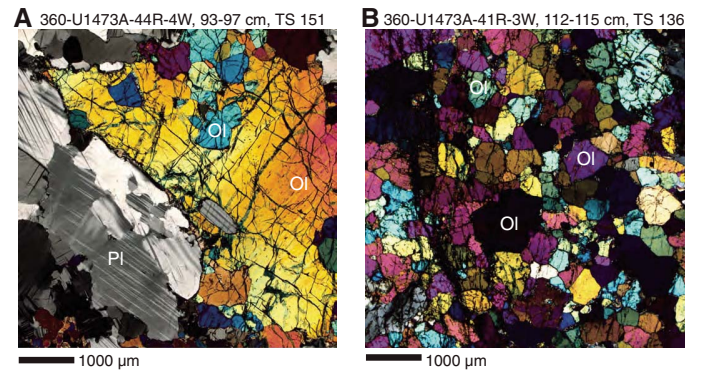 A 360-U1473A-44R-4W, 93-97 cm, TS 151
Ol
Ol
Pl
1000 µm
B 360-U1473A-41R-3W, 112-115 cm, TS 136
Ol
Ol
Ol
1000 µm